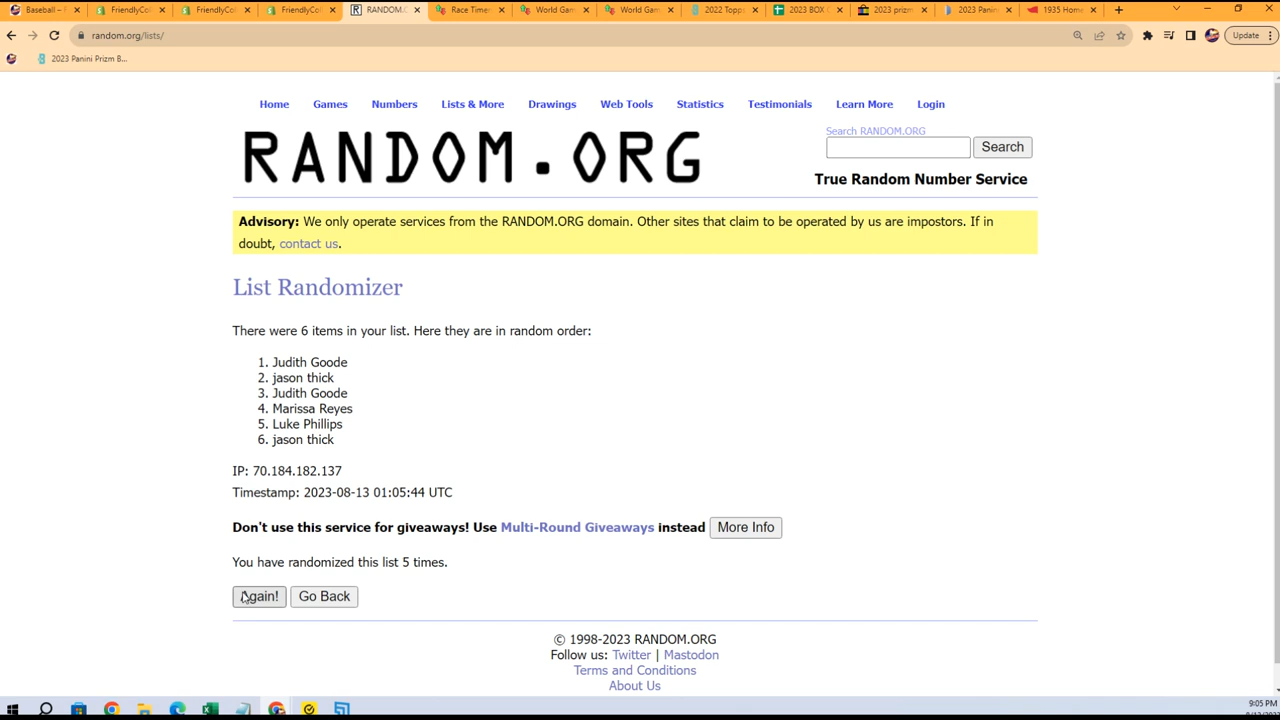 Baseball –
FriendlyCo
FriendlyCo
FriendlyCo
RANDOM.
Race Timer
World Gam
World Gam
2022 Topps
2023 BOX
2023 prizm
2023 Panini
1935 Home
random.org/lists/
Update
2023 Panini Prizm B...
Home Games Numbers Lists & More Drawings Web Tools Statistics Testimonials Learn More Login
RANDOM.ORG
Search RANDOM.ORG
Search
True Random Number Service
Advisory: We only operate services from the RANDOM.ORG domain. Other sites that claim to be operated by us are impostors. If in
doubt, contact us.
List Randomizer
There were 6 items in your list. Here they are in random order:
1. Judith Goode
2. jason thick
3. Judith Goode
4. Marissa Reyes
5. Luke Phillips
6. jason thick
IP: 70.184.182.137
Timestamp: 2023-08-13 01:05:44 UTC
Don't use this service for giveaways! Use Multi-Round Giveaways instead More Info
You have randomized this list 5 times.
Again! Go Back
© 1998-2023 RANDOM.ORG
Follow us: Twitter | Mastodon
Terms and Conditions
About Us
9:05 PM